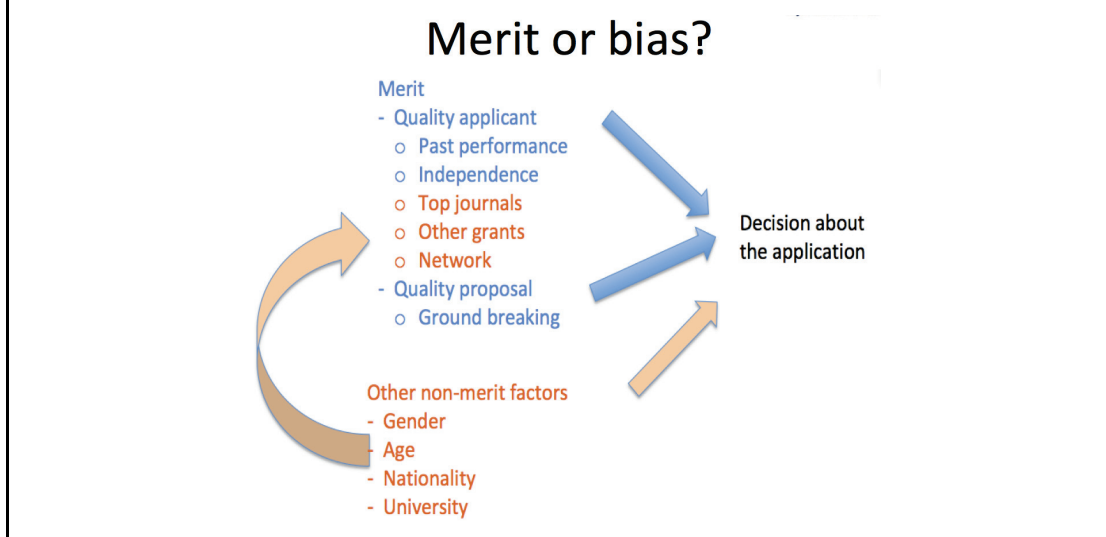 Merit or bias?
Merit
- Quality applicant
o Past performance
o Independence
o Top journals
o Other grants
o Network
- Quality proposal
o Ground breaking
Decision about
the application
Other non-merit factors
- Gender
- Age
- Nationality
- University